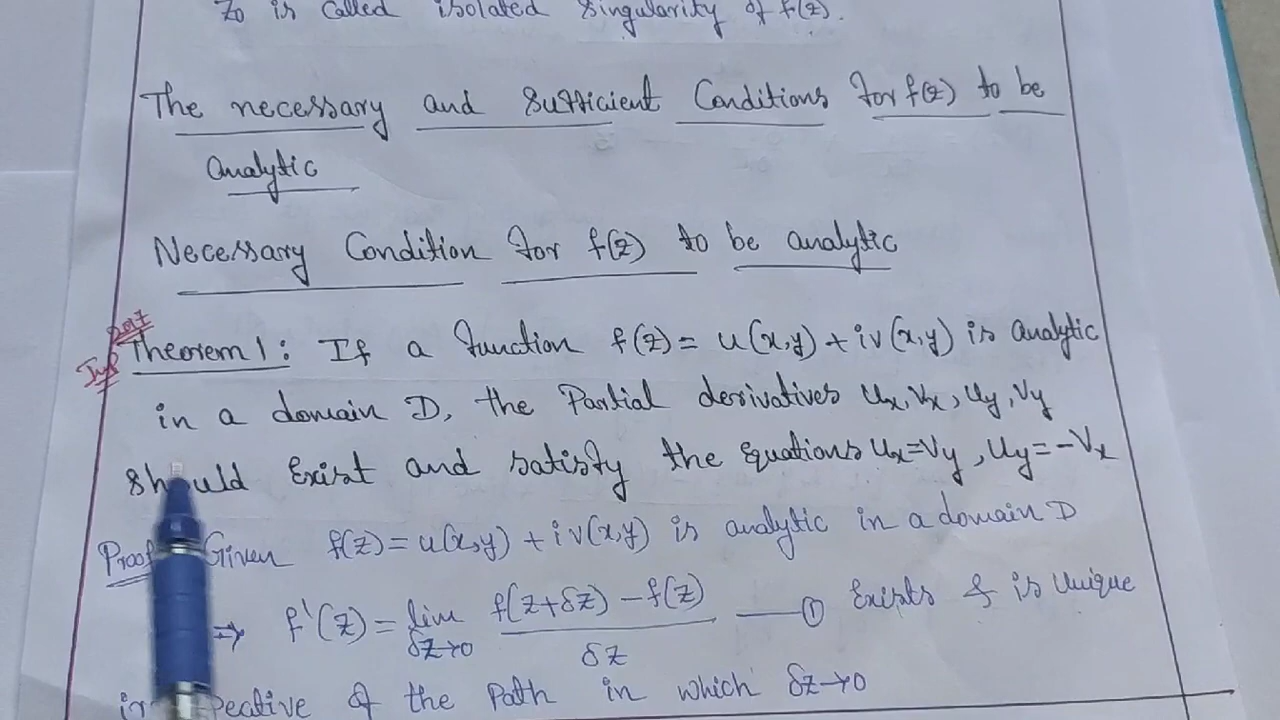 Zo is called isolated singularity of f(z).
The necessary and sufficient Conditions for f(z) to be
analytic
Necessary Condition for f(z) to be analytic
2017
Theorem 1: If a function f(z) = u(x,y) + iv(x,y) is analytic
in a domain D, the Partial derivatives ux, vx, uy, vy
should exist and satisfy the equations ux=vy, uy=-vx
Proof Given f(z) = u(x,y) + iv(x,y) is analytic in a domain D
⇒ f'(z) = lim δz→0 f(z+δz) - f(z) / δz —① Exists & is unique
of the Path in which δz→0